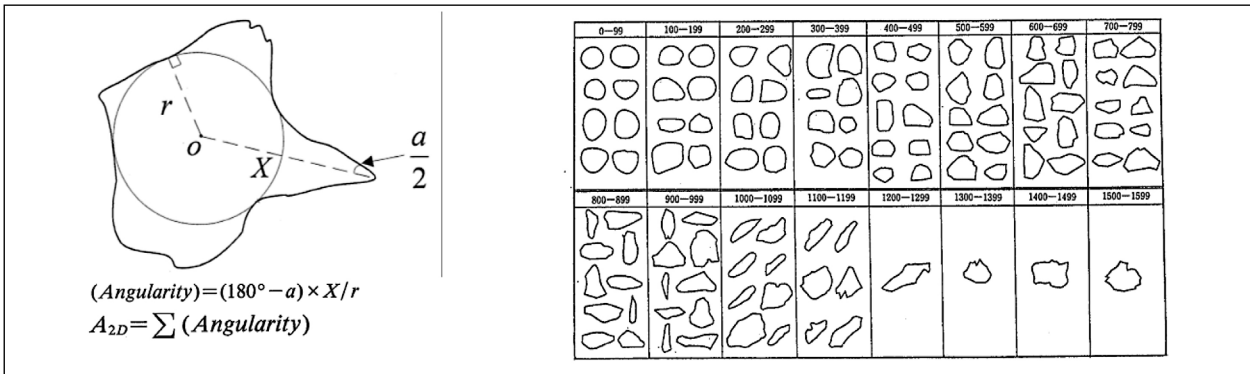 r
o
X
a
2
(Angularity)=(180°−a)×X/r
A2D=∑(Angularity)
0—99 100—199 200—299 300—399 400—499 500—599 600—699 700—799
800—899 900—999 1000—1099 1100—1199 1200—1299 1300—1399 1400—1499 1500—1599